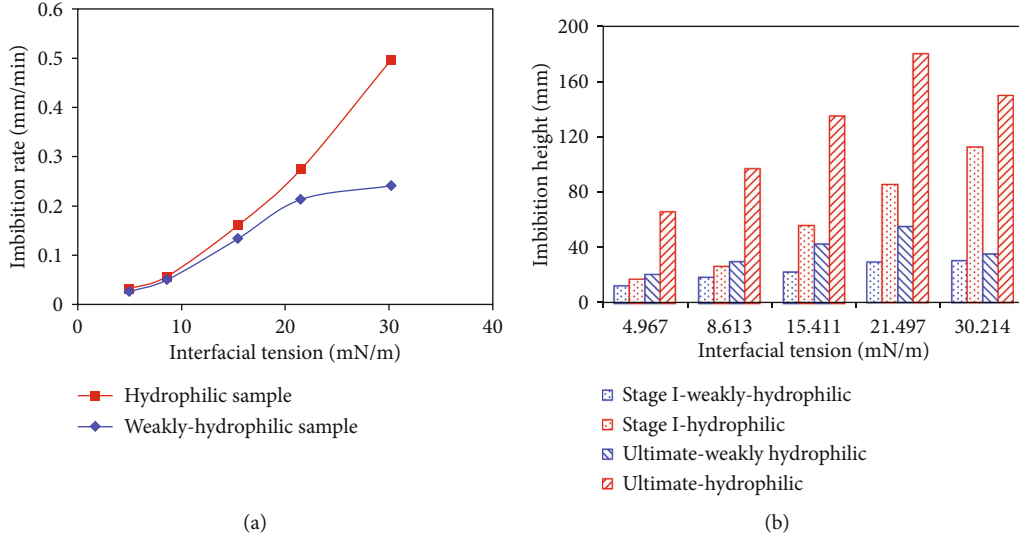 0.6
0.5
0.4
0.3
0.2
0.1
0
Imbibition rate (mm/min)
0 10 20 30 40
Interfacial tension (mN/m)
Hydrophilic sample
Weakly-hydrophilic sample
(a)
200
160
120
80
40
0
Imbibition height (mm)
4.967 8.613 15.411 21.497 30.214
Interfacial tension (mN/m)
Stage I-weakly-hydrophilic
Stage I-hydrophilic
Ultimate-weakly hydrophilic
Ultimate-hydrophilic
(b)